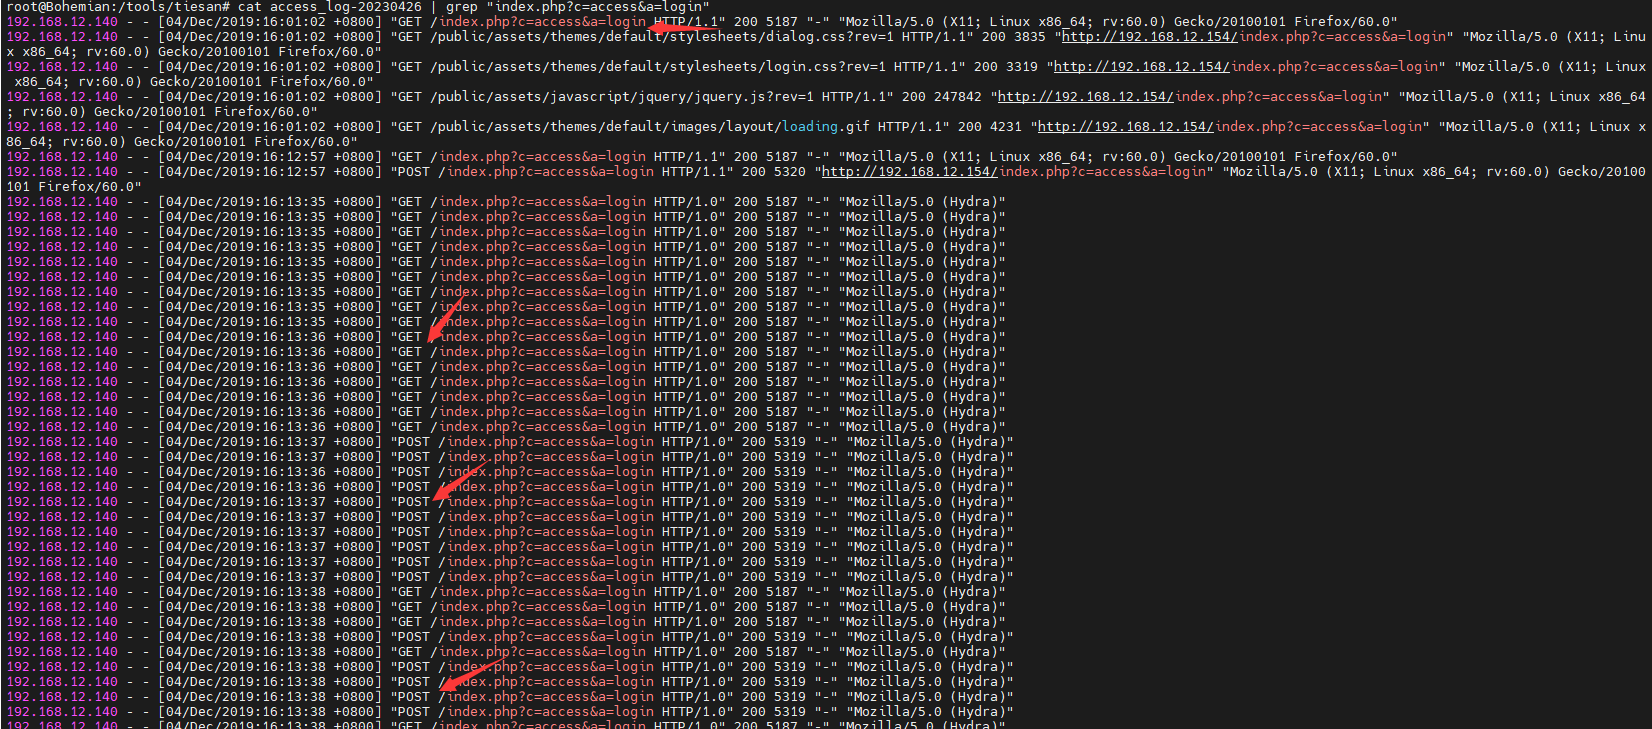 root@Bohemian:/tools/tiesan# cat access_log-20230426 | grep "index.php?c=access&a=login"
192.168.12.140 - - [04/Dec/2019:16:01:02 +0800] "GET /index.php?c=access&a=login HTTP/1.1" 200 5187 "-" "Mozilla/5.0 (X11; Linux x86_64; rv:60.0) Gecko/20100101 Firefox/60.0"
192.168.12.140 - - [04/Dec/2019:16:01:02 +0800] "GET /public/assets/themes/default/stylesheets/dialog.css?rev=1 HTTP/1.1" 200 3835 "http://192.168.12.154/index.php?c=access&a=login" "Mozilla/5.0 (X11; Linu
x x86_64; rv:60.0) Gecko/20100101 Firefox/60.0"
192.168.12.140 - - [04/Dec/2019:16:01:02 +0800] "GET /public/assets/themes/default/stylesheets/login.css?rev=1 HTTP/1.1" 200 3319 "http://192.168.12.154/index.php?c=access&a=login" "Mozilla/5.0 (X11; Linux
 x86_64; rv:60.0) Gecko/20100101 Firefox/60.0"
192.168.12.140 - - [04/Dec/2019:16:01:02 +0800] "GET /public/assets/javascript/jquery/jquery.js?rev=1 HTTP/1.1" 200 247842 "http://192.168.12.154/index.php?c=access&a=login" "Mozilla/5.0 (X11; Linux x86_64
; rv:60.0) Gecko/20100101 Firefox/60.0"
192.168.12.140 - - [04/Dec/2019:16:01:02 +0800] "GET /public/assets/themes/default/images/layout/loading.gif HTTP/1.1" 200 4231 "http://192.168.12.154/index.php?c=access&a=login" "Mozilla/5.0 (X11; Linux x
86_64; rv:60.0) Gecko/20100101 Firefox/60.0"
192.168.12.140 - - [04/Dec/2019:16:12:57 +0800] "GET /index.php?c=access&a=login HTTP/1.1" 200 5187 "-" "Mozilla/5.0 (X11; Linux x86_64; rv:60.0) Gecko/20100101 Firefox/60.0"
192.168.12.140 - - [04/Dec/2019:16:12:57 +0800] "POST /index.php?c=access&a=login HTTP/1.1" 200 5320 "http://192.168.12.154/index.php?c=access&a=login" "Mozilla/5.0 (X11; Linux x86_64; rv:60.0) Gecko/20100
101 Firefox/60.0"
192.168.12.140 - - [04/Dec/2019:16:13:35 +0800] "GET /index.php?c=access&a=login HTTP/1.0" 200 5187 "-" "Mozilla/5.0 (Hydra)"
192.168.12.140 - - [04/Dec/2019:16:13:35 +0800] "GET /index.php?c=access&a=login HTTP/1.0" 200 5187 "-" "Mozilla/5.0 (Hydra)"
192.168.12.140 - - [04/Dec/2019:16:13:35 +0800] "GET /index.php?c=access&a=login HTTP/1.0" 200 5187 "-" "Mozilla/5.0 (Hydra)"
192.168.12.140 - - [04/Dec/2019:16:13:35 +0800] "GET /index.php?c=access&a=login HTTP/1.0" 200 5187 "-" "Mozilla/5.0 (Hydra)"
192.168.12.140 - - [04/Dec/2019:16:13:35 +0800] "GET /index.php?c=access&a=login HTTP/1.0" 200 5187 "-" "Mozilla/5.0 (Hydra)"
192.168.12.140 - - [04/Dec/2019:16:13:35 +0800] "GET /index.php?c=access&a=login HTTP/1.0" 200 5187 "-" "Mozilla/5.0 (Hydra)"
192.168.12.140 - - [04/Dec/2019:16:13:35 +0800] "GET /index.php?c=access&a=login HTTP/1.0" 200 5187 "-" "Mozilla/5.0 (Hydra)"
192.168.12.140 - - [04/Dec/2019:16:13:35 +0800] "GET /index.php?c=access&a=login HTTP/1.0" 200 5187 "-" "Mozilla/5.0 (Hydra)"
192.168.12.140 - - [04/Dec/2019:16:13:35 +0800] "GET /index.php?c=access&a=login HTTP/1.0" 200 5187 "-" "Mozilla/5.0 (Hydra)"
192.168.12.140 - - [04/Dec/2019:16:13:36 +0800] "GET /index.php?c=access&a=login HTTP/1.0" 200 5187 "-" "Mozilla/5.0 (Hydra)"
192.168.12.140 - - [04/Dec/2019:16:13:36 +0800] "GET /index.php?c=access&a=login HTTP/1.0" 200 5187 "-" "Mozilla/5.0 (Hydra)"
192.168.12.140 - - [04/Dec/2019:16:13:36 +0800] "GET /index.php?c=access&a=login HTTP/1.0" 200 5187 "-" "Mozilla/5.0 (Hydra)"
192.168.12.140 - - [04/Dec/2019:16:13:36 +0800] "GET /index.php?c=access&a=login HTTP/1.0" 200 5187 "-" "Mozilla/5.0 (Hydra)"
192.168.12.140 - - [04/Dec/2019:16:13:36 +0800] "GET /index.php?c=access&a=login HTTP/1.0" 200 5187 "-" "Mozilla/5.0 (Hydra)"
192.168.12.140 - - [04/Dec/2019:16:13:36 +0800] "GET /index.php?c=access&a=login HTTP/1.0" 200 5187 "-" "Mozilla/5.0 (Hydra)"
192.168.12.140 - - [04/Dec/2019:16:13:36 +0800] "GET /index.php?c=access&a=login HTTP/1.0" 200 5187 "-" "Mozilla/5.0 (Hydra)"
192.168.12.140 - - [04/Dec/2019:16:13:37 +0800] "POST /index.php?c=access&a=login HTTP/1.0" 200 5319 "-" "Mozilla/5.0 (Hydra)"
192.168.12.140 - - [04/Dec/2019:16:13:37 +0800] "POST /index.php?c=access&a=login HTTP/1.0" 200 5319 "-" "Mozilla/5.0 (Hydra)"
192.168.12.140 - - [04/Dec/2019:16:13:36 +0800] "POST /index.php?c=access&a=login HTTP/1.0" 200 5319 "-" "Mozilla/5.0 (Hydra)"
192.168.12.140 - - [04/Dec/2019:16:13:36 +0800] "POST /index.php?c=access&a=login HTTP/1.0" 200 5319 "-" "Mozilla/5.0 (Hydra)"
192.168.12.140 - - [04/Dec/2019:16:13:37 +0800] "POST /index.php?c=access&a=login HTTP/1.0" 200 5319 "-" "Mozilla/5.0 (Hydra)"
192.168.12.140 - - [04/Dec/2019:16:13:37 +0800] "POST /index.php?c=access&a=login HTTP/1.0" 200 5319 "-" "Mozilla/5.0 (Hydra)"
192.168.12.140 - - [04/Dec/2019:16:13:37 +0800] "POST /index.php?c=access&a=login HTTP/1.0" 200 5319 "-" "Mozilla/5.0 (Hydra)"
192.168.12.140 - - [04/Dec/2019:16:13:37 +0800] "POST /index.php?c=access&a=login HTTP/1.0" 200 5319 "-" "Mozilla/5.0 (Hydra)"
192.168.12.140 - - [04/Dec/2019:16:13:37 +0800] "POST /index.php?c=access&a=login HTTP/1.0" 200 5319 "-" "Mozilla/5.0 (Hydra)"
192.168.12.140 - - [04/Dec/2019:16:13:38 +0800] "GET /index.php?c=access&a=login HTTP/1.0" 200 5187 "-" "Mozilla/5.0 (Hydra)"
192.168.12.140 - - [04/Dec/2019:16:13:38 +0800] "GET /index.php?c=access&a=login HTTP/1.0" 200 5187 "-" "Mozilla/5.0 (Hydra)"
192.168.12.140 - - [04/Dec/2019:16:13:38 +0800] "GET /index.php?c=access&a=login HTTP/1.0" 200 5187 "-" "Mozilla/5.0 (Hydra)"
192.168.12.140 - - [04/Dec/2019:16:13:38 +0800] "POST /index.php?c=access&a=login HTTP/1.0" 200 5319 "-" "Mozilla/5.0 (Hydra)"
192.168.12.140 - - [04/Dec/2019:16:13:38 +0800] "GET /index.php?c=access&a=login HTTP/1.0" 200 5187 "-" "Mozilla/5.0 (Hydra)"
192.168.12.140 - - [04/Dec/2019:16:13:38 +0800] "POST /index.php?c=access&a=login HTTP/1.0" 200 5319 "-" "Mozilla/5.0 (Hydra)"
192.168.12.140 - - [04/Dec/2019:16:13:38 +0800] "POST /index.php?c=access&a=login HTTP/1.0" 200 5319 "-" "Mozilla/5.0 (Hydra)"
192.168.12.140 - - [04/Dec/2019:16:13:38 +0800] "POST /index.php?c=access&a=login HTTP/1.0" 200 5319 "-" "Mozilla/5.0 (Hydra)"
192.168.12.140 - - [04/Dec/2019:16:13:38 +0800] "POST /index.php?c=access&a=login HTTP/1.0" 200 5319 "-" "Mozilla/5.0 (Hydra)"
192.168.12.140 - - [04/Dec/2019:16:13:38 +0800] "GET /index.php?c=access&a=login HTTP/1.0" 200 5187 "-" "Mozilla/5.0 (Hydra)"